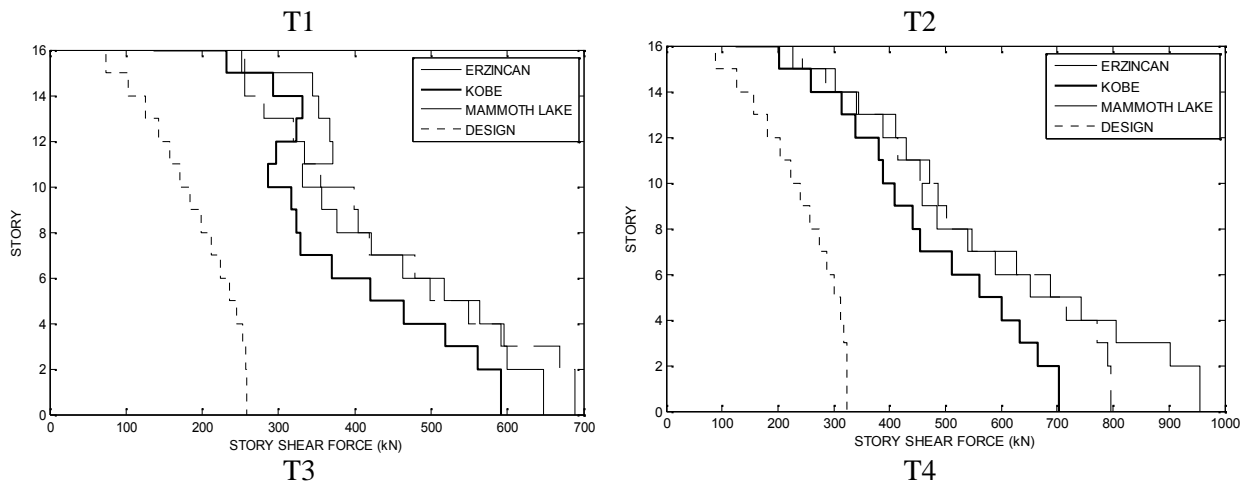 T1
T2
16
14
12
10
8
6
4
2
0
STORY
ERZINCAN
KOBE
MAMMOTH LAKE
DESIGN
0 100 200 300 400 500 600 700
STORY SHEAR FORCE (kN)
16
14
12
10
8
6
4
2
0
STORY
ERZINCAN
KOBE
MAMMOTH LAKE
DESIGN
0 100 200 300 400 500 600 700 800 900 1000
STORY SHEAR FORCE (kN)
T3
T4